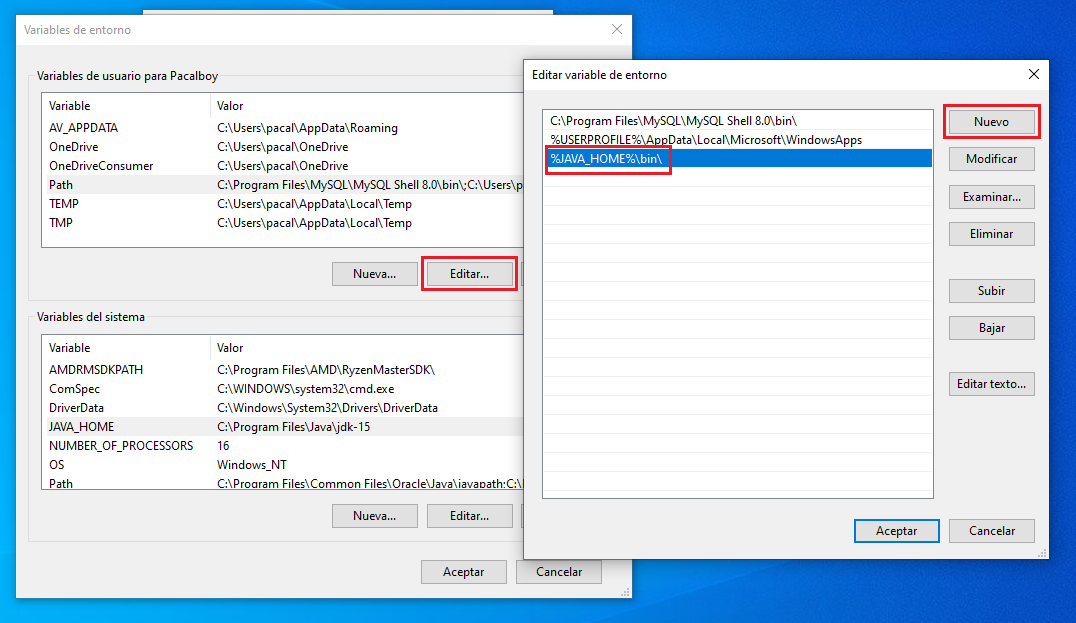 Variables de entorno
Variables de usuario para Pacalboy
Variable Valor
AV_APPDATA C:\Users\pacal\AppData\Roaming
OneDrive C:\Users\pacal\OneDrive
OneDriveConsumer C:\Users\pacal\OneDrive
Path C:\Program Files\MySQL\MySQL Shell 8.0\bin\;C:\Users\p
TEMP C:\Users\pacal\AppData\Local\Temp
TMP C:\Users\pacal\AppData\Local\Temp
Nueva... Editar...
Variables del sistema
Variable Valor
AMDRMSDKPATH C:\Program Files\AMD\RyzenMasterSDK\
ComSpec C:\WINDOWS\system32\cmd.exe
DriverData C:\Windows\System32\Drivers\DriverData
JAVA_HOME C:\Program Files\Java\jdk-15
NUMBER_OF_PROCESSORS 16
OS Windows_NT
Path C:\Program Files\Common Files\Oracle\Java\javapath;C:\
Nueva... Editar...
Aceptar Cancelar
Editar variable de entorno
C:\Program Files\MySQL\MySQL Shell 8.0\bin\
%USERPROFILE%\AppData\Local\Microsoft\WindowsApps
%JAVA_HOME%\bin\
Nuevo
Modificar
Examinar...
Eliminar
Subir
Bajar
Editar texto...
Aceptar Cancelar